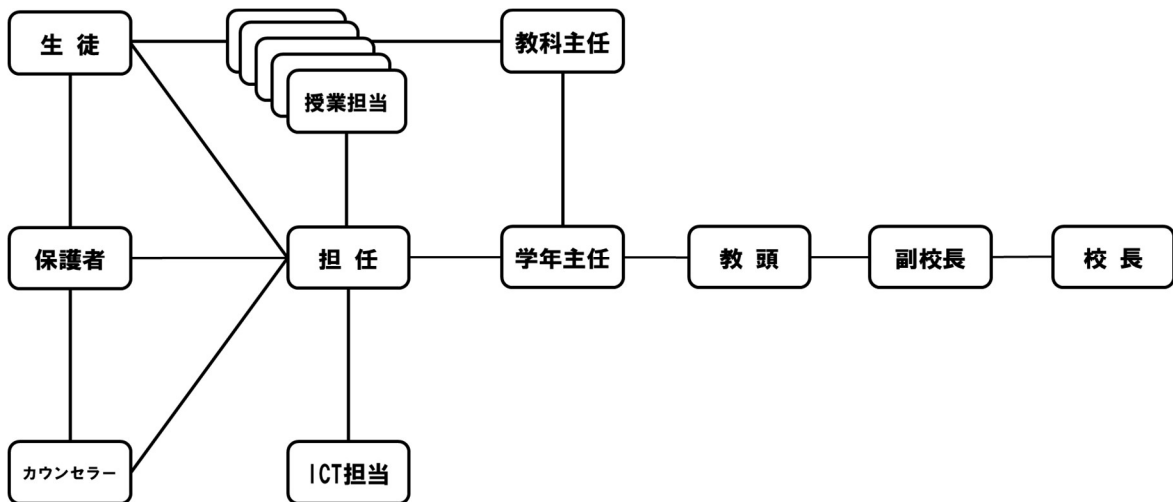 生徒
教科主任
授業担当
保護者
担任
学年主任
教頭
副校長
校長
カウンセラー
ICT担当